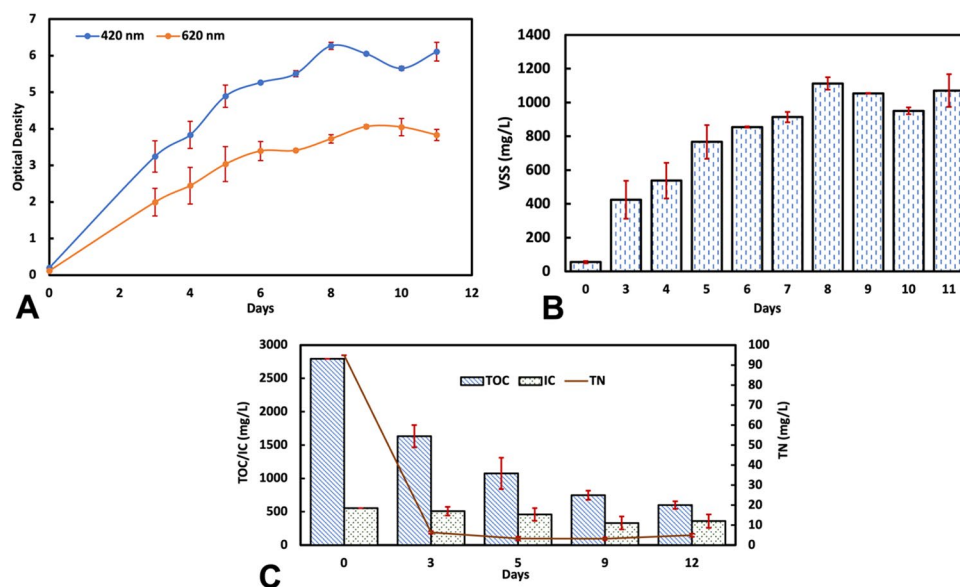 7
6
5
4
3
2
1
0
420 nm 620 nm
Optical Density
0 2 4 6 8 10 12
Days
A
1400
1200
1000
800
600
400
200
0
VSS (mg/L)
0 3 4 5 6 7 8 9 10 11
Days
B
3000
2500
2000
1500
1000
500
0
TOC/IC (mg/L)
TOC IC TN
100
90
80
70
60
50
40
30
20
10
0
TN (mg/L)
0 3 5 9 12
Days
C